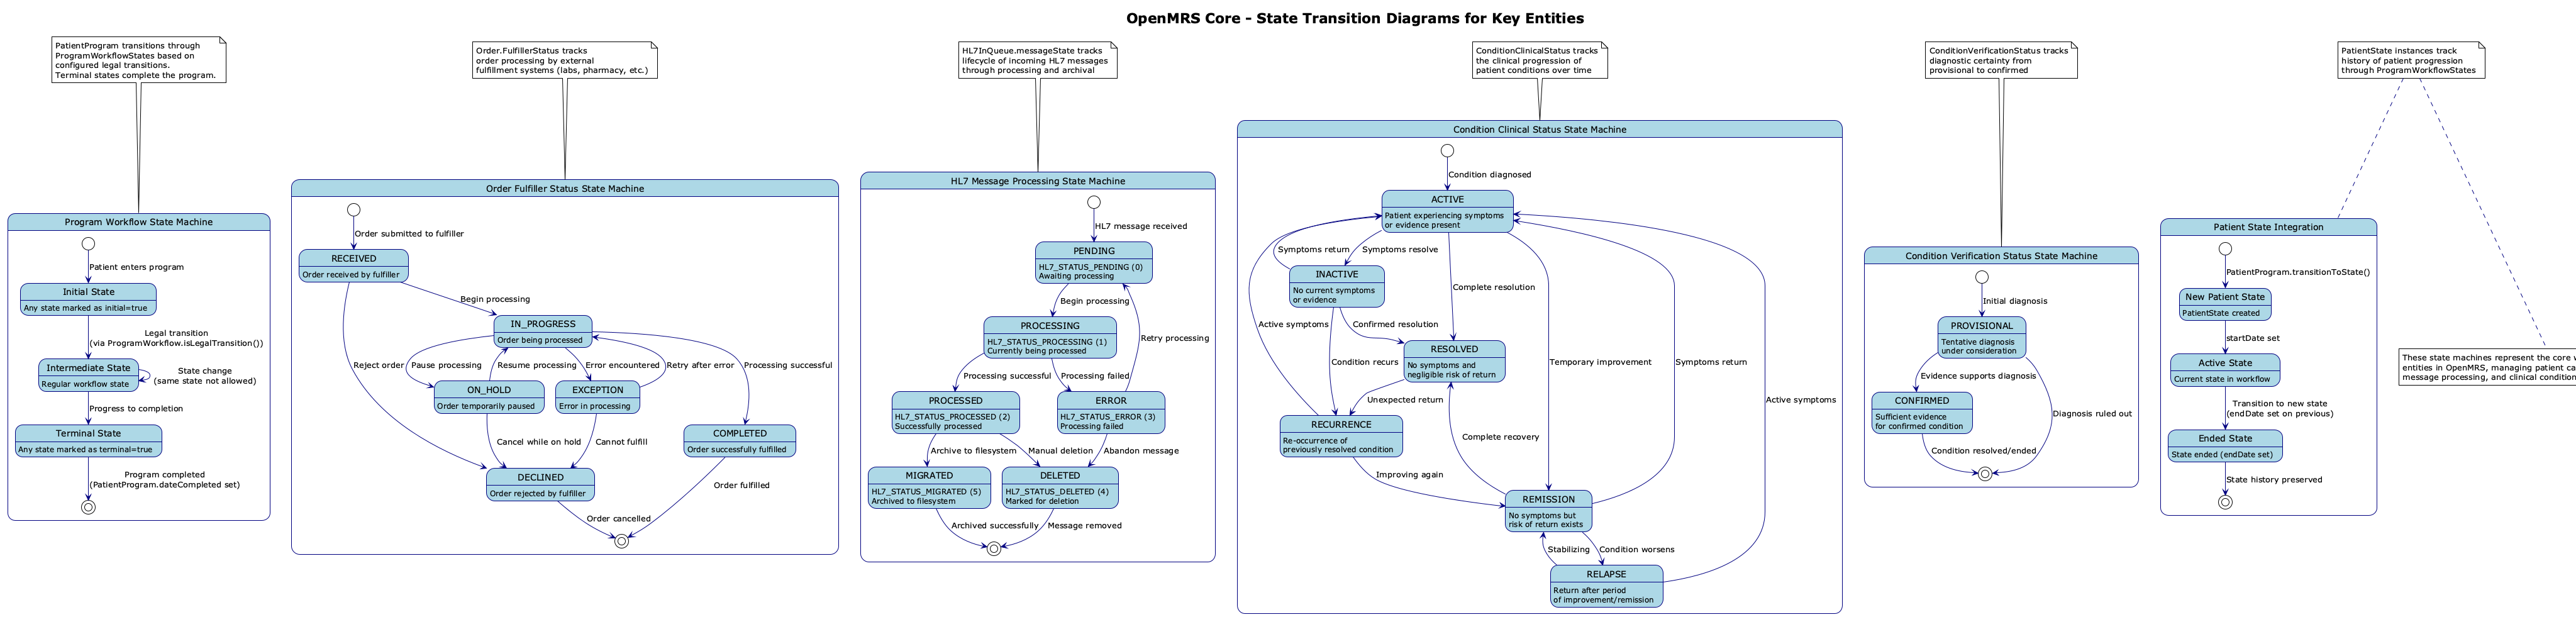 OpenMRS Core - State Transition Diagrams for Key Entities
PatientProgram transitions through
ProgramWorkflowStates based on
configured legal transitions.
Terminal states complete the program.
Program Workflow State Machine
Patient enters program
Initial State
Any state marked as initial=true
Legal transition
(via ProgramWorkflow.isLegalTransition())
Intermediate State
Regular workflow state
State change
(same state not allowed)
Progress to completion
Terminal State
Any state marked as terminal=true
Program completed
(PatientProgram.dateCompleted set)
Order.FulfillerStatus tracks
order processing by external
fulfillment systems (labs, pharmacy, etc.)
Order Fulfiller Status State Machine
Order submitted to fulfiller
RECEIVED
Order received by fulfiller
Begin processing
IN_PROGRESS
Order being processed
Reject order
Pause processing
Resume processing
Error encountered
Retry after error
Processing successful
ON_HOLD
Order temporarily paused
EXCEPTION
Error in processing
Cancel while on hold
Cannot fulfill
COMPLETED
Order successfully fulfilled
DECLINED
Order rejected by fulfiller
Order fulfilled
Order cancelled
HL7InQueue.messageState tracks
lifecycle of incoming HL7 messages
through processing and archival
HL7 Message Processing State Machine
HL7 message received
PENDING
HL7_STATUS_PENDING (0)
Awaiting processing
Begin processing
PROCESSING
HL7_STATUS_PROCESSING (1)
Currently being processed
Retry processing
Processing successful
Processing failed
PROCESSED
HL7_STATUS_PROCESSED (2)
Successfully processed
ERROR
HL7_STATUS_ERROR (3)
Processing failed
Archive to filesystem
Manual deletion
Abandon message
MIGRATED
HL7_STATUS_MIGRATED (5)
Archived to filesystem
DELETED
HL7_STATUS_DELETED (4)
Marked for deletion
Archived successfully
Message removed
ConditionClinicalStatus tracks
the clinical progression of
patient conditions over time
Condition Clinical Status State Machine
Condition diagnosed
ACTIVE
Patient experiencing symptoms
or evidence present
Symptoms return
Symptoms resolve
INACTIVE
No current symptoms
or evidence
Complete resolution
Active symptoms
Confirmed resolution
RESOLVED
No symptoms and
negligible risk of return
Condition recurs
Temporary improvement
Symptoms return
Unexpected return
Active symptoms
RECURRENCE
Re-occurrence of
previously resolved condition
Complete recovery
Improving again
REMISSION
No symptoms but
risk of return exists
Stabilizing
Condition worsens
RELAPSE
Return after period
of improvement/remission
ConditionVerificationStatus tracks
diagnostic certainty from
provisional to confirmed
Condition Verification Status State Machine
Initial diagnosis
PROVISIONAL
Tentative diagnosis
under consideration
Evidence supports diagnosis
CONFIRMED
Sufficient evidence
for confirmed condition
Diagnosis ruled out
Condition resolved/ended
PatientState instances track
history of patient progression
through ProgramWorkflowStates
Patient State Integration
PatientProgram.transitionToState()
New Patient State
PatientState created
startDate set
Active State
Current state in workflow
Transition to new state
(endDate set on previous)
Ended State
State ended (endDate set)
State history preserved
These state machines represent the core
entities in OpenMRS, managing patient
message processing, and clinical